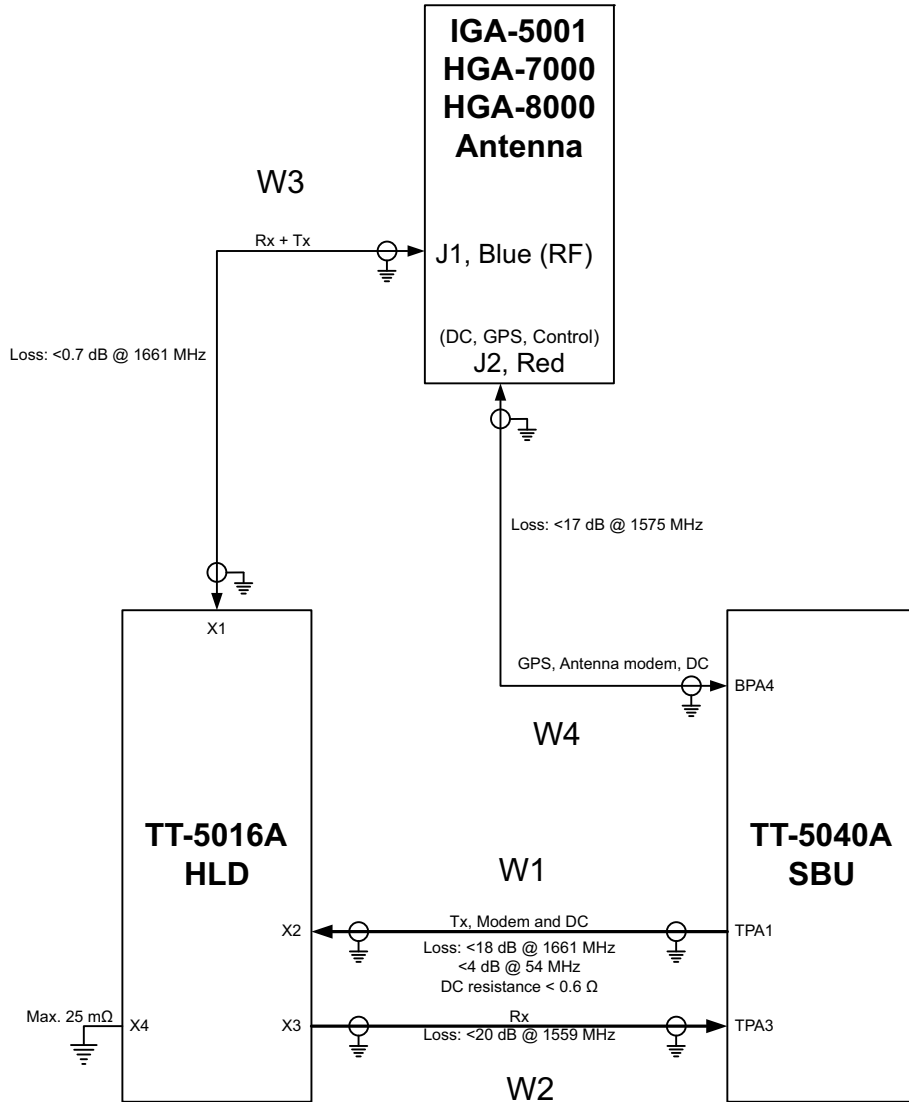 IGA-5001
HGA-7000
HGA-8000
Antenna
W3
Rx + Tx
J1, Blue (RF)
(DC, GPS, Control)
J2, Red
Loss: <0.7 dB @ 1661 MHz
Loss: <17 dB @ 1575 MHz
X1
GPS, Antenna modem, DC
BPA4
W4
TT-5016A
HLD
TT-5040A
SBU
W1
X2
Tx, Modem and DC
TPA1
Loss: <18 dB @ 1661 MHz
<4 dB @ 54 MHz
DC resistance < 0.6 Ω
Max. 25 mΩ
X4
X3
Rx
TPA3
Loss: <20 dB @ 1559 MHz
W2